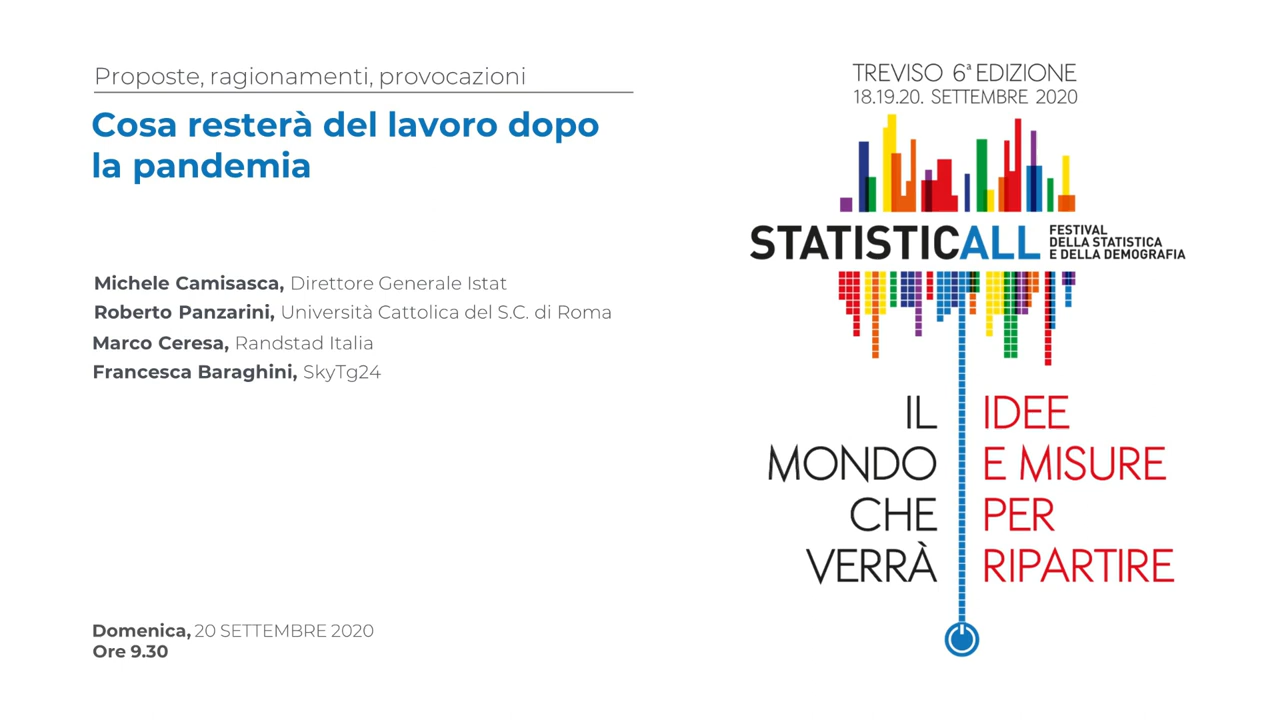 Proposte, ragionamenti, provocazioni
Cosa resterà del lavoro dopo
la pandemia
Michele Camisasca, Direttore Generale Istat
Roberto Panzarini, Università Cattolica del S.C. di Roma
Marco Ceresa, Randstad Italia
Francesca Baraghini, SkyTg24
Domenica, 20 SETTEMBRE 2020
Ore 9.30
TREVISO 6ª EDIZIONE
18.19.20. SETTEMBRE 2020
STATISTICALL
FESTIVAL
DELLA STATISTICA
E DELLA DEMOGRAFIA
IL
MONDO
CHE
VERRÀ
IDEE
E MISURE
PER
RIPARTIRE